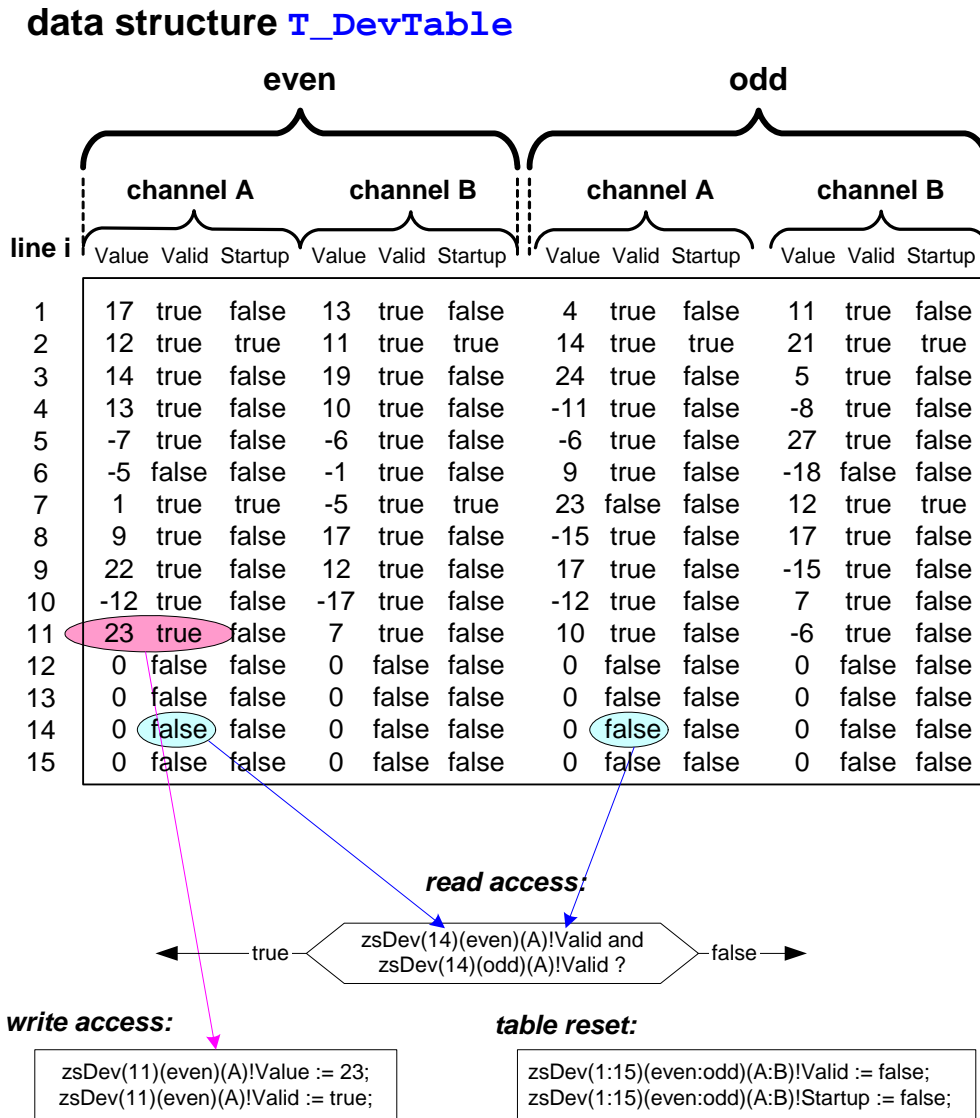 data structure T_DevTable
even odd
channel A channel B channel A channel B
line i Value Valid Startup Value Valid Startup Value Valid Startup Value Valid Startup
1 17 true false 13 true false 4 true false 11 true false
2 12 true true 11 true true 14 true true 21 true true
3 14 true false 19 true false 24 true false 5 true false
4 13 true false 10 true false -11 true false -8 true false
5 -7 true false -6 true false -6 true false 27 true false
6 -5 false false -1 true false 9 true false -18 false false
7 1 true true -5 true true 23 false false 12 true true
8 9 true false 17 true false -15 true false 17 true false
9 22 true false 12 true false 17 true false -15 true false
10 -12 true false -17 true false -12 true false 7 true false
11 23 true false 7 true false 10 true false -6 true false
12 0 false false 0 false false 0 false false 0 false false
13 0 false false 0 false false 0 false false 0 false false
14 0 false false 0 false false 0 false false 0 false false
15 0 false false 0 false false 0 false false 0 false false
read access:
zsDev(14)(even)(A)!Valid and
true zsDev(14)(odd)(A)!Valid ? false
write access: table reset:
zsDev(11)(even)(A)!Value := 23; zsDev(1:15)(even:odd)(A:B)!Valid := false;
zsDev(11)(even)(A)!Valid := true; zsDev(1:15)(even:odd)(A:B)!Startup := false;